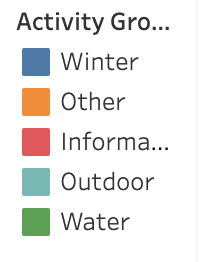 Activity Gro...
Winter
Other
Informa...
Outdoor
Water